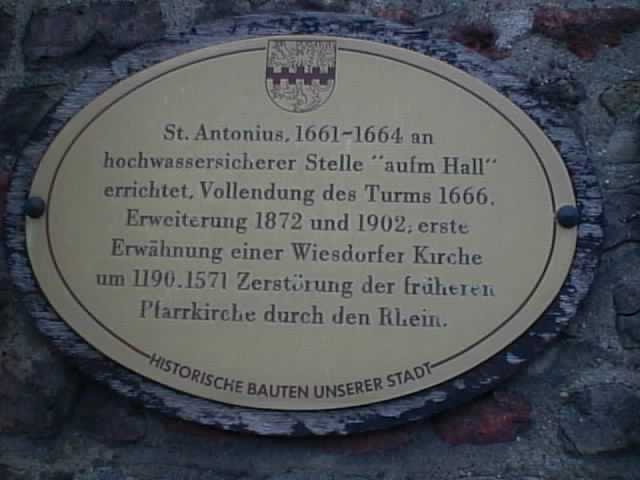 St. Antonius, 1661-1664 an
hochwassersicherer Stelle "aufm Hall"
errichtet, Vollendung des Turms 1666.
Erweiterung 1872 und 1902; erste
Erwähnung einer Wiesdorfer Kirche
um 1190. 1571 Zerstörung der früheren
Pfarrkirche durch den Rhein.
HISTORISCHE BAUTEN UNSERER STADT